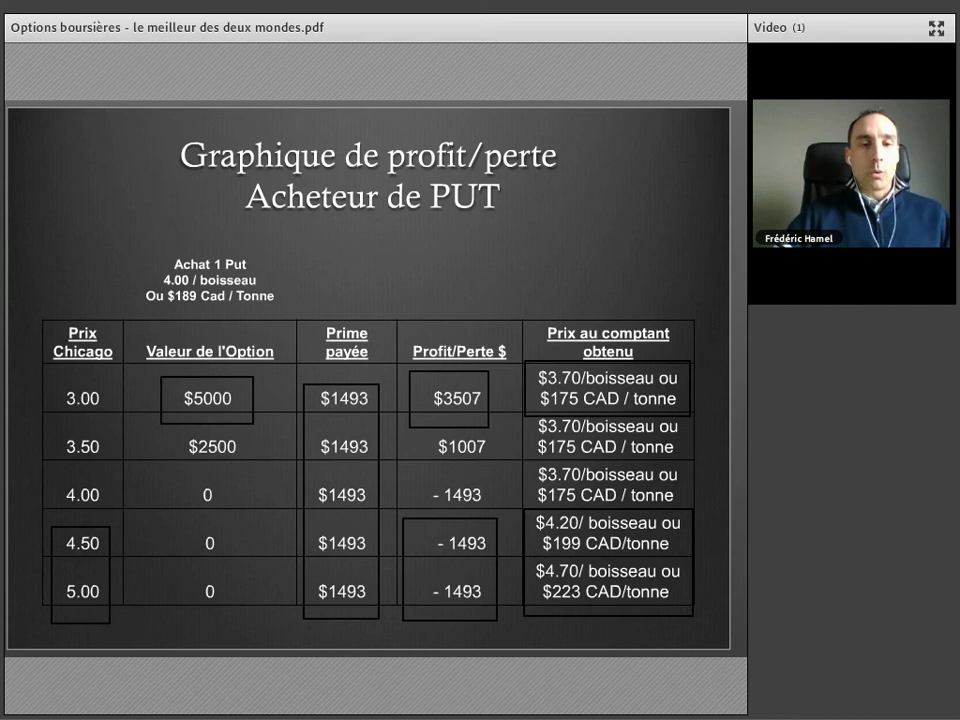 Options boursières - le meilleur des deux mondes.pdf
Video (1)
Frédéric Hamel
Graphique de profit/perte
Acheteur de PUT
Achat 1 Put
4.00 / boisseau
Ou $189 Cad / Tonne
Prix Chicago Valeur de l'Option Prime payée Profit/Perte $ Prix au comptant obtenu
3.00 $5000 $1493 $3507 $3.70/boisseau ou $175 CAD / tonne
3.50 $2500 $1493 $1007 $3.70/boisseau ou $175 CAD / tonne
4.00 0 $1493 - 1493 $3.70/boisseau ou $175 CAD / tonne
4.50 0 $1493 - 1493 $4.20/ boisseau ou $199 CAD/tonne
5.00 0 $1493 - 1493 $4.70/ boisseau ou $223 CAD/tonne